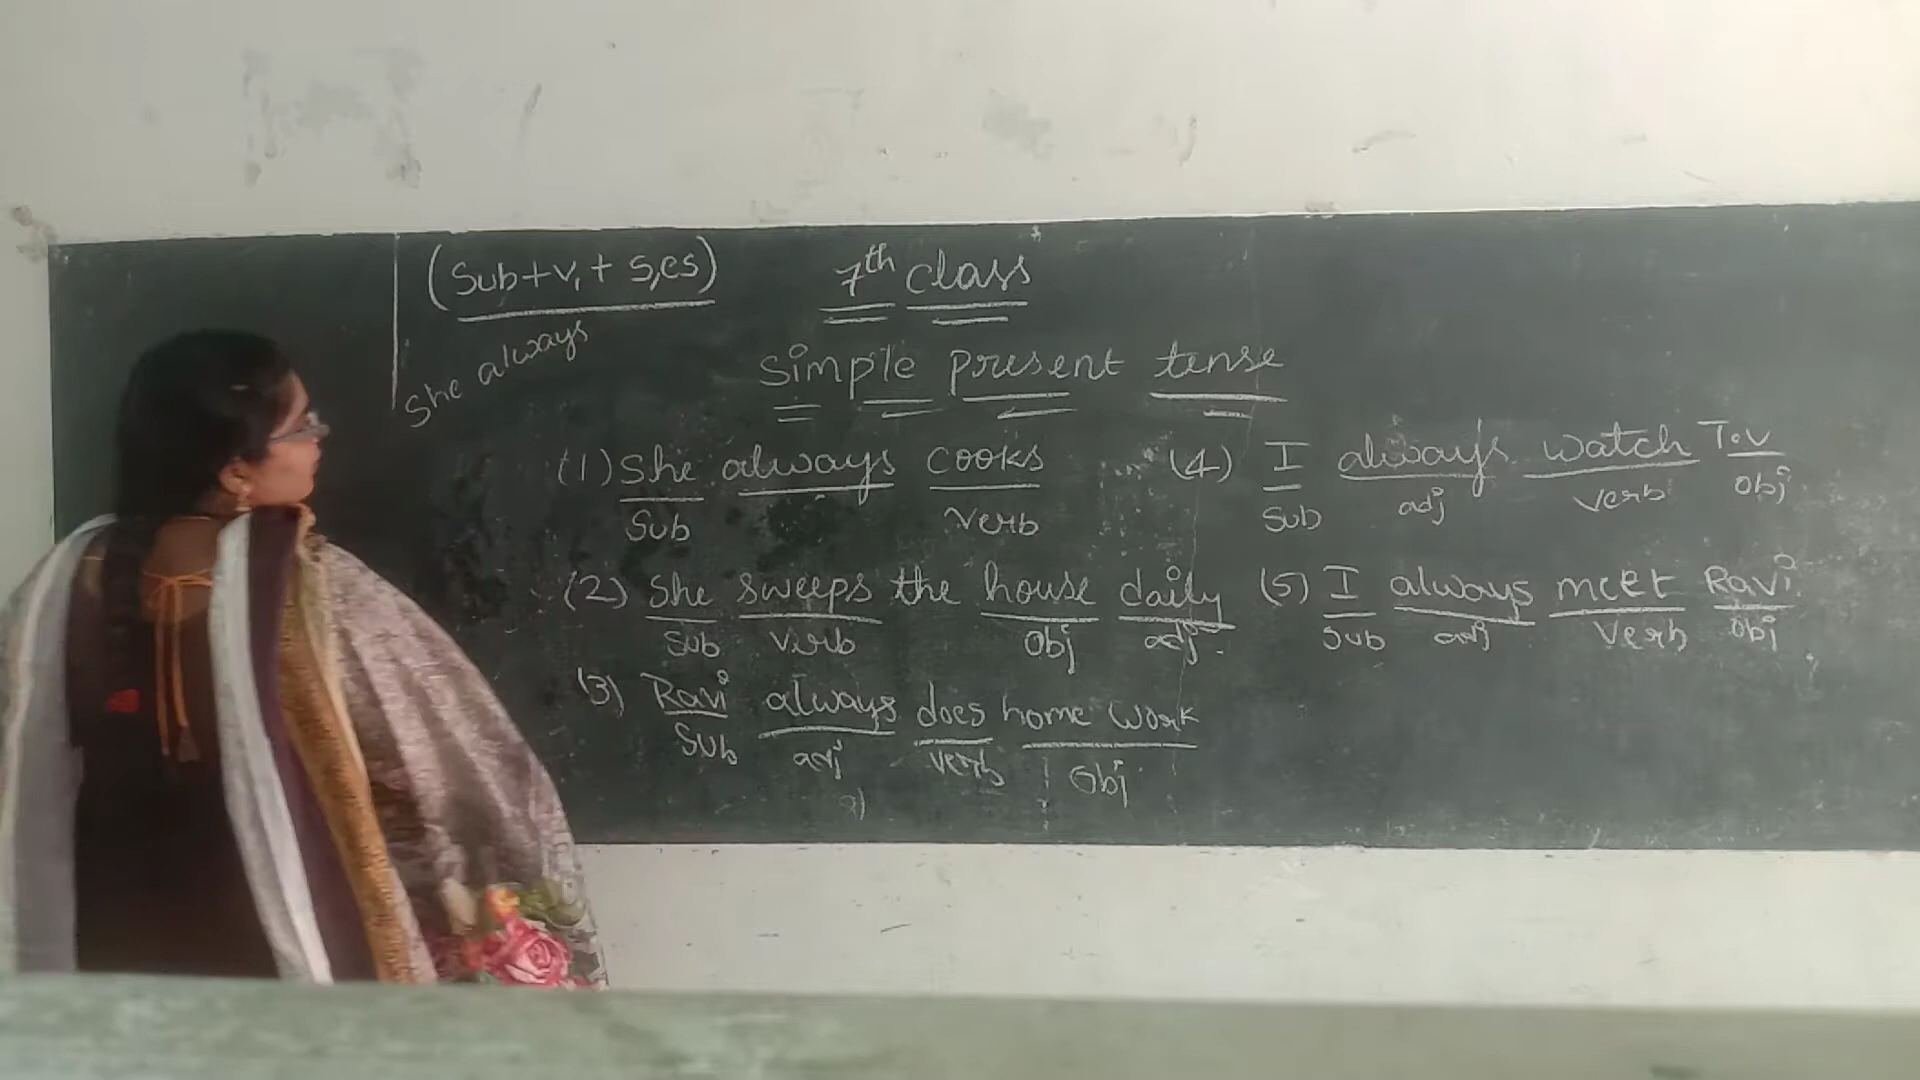 (Sub+V1+ s,es)
7th class
She always
Simple present tense
(1) She always cooks
Sub Verb
(2) She sweeps the house daily
Sub Verb Obj adj
(3) Ravi always does home work
Sub adj Verb Obj
(4) I always watch T.V
Sub adj Verb Obj
(5) I always meet Ravi
Sub adj Verb Obj